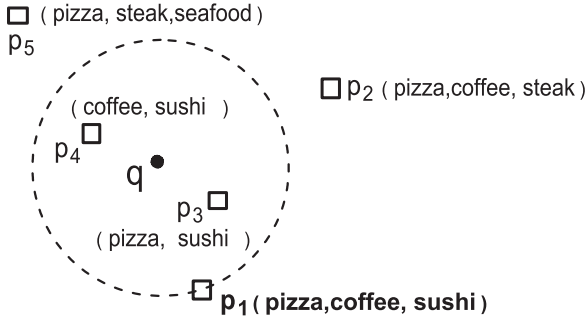 ( pizza, steak,seafood)
p5
p2 ( pizza,coffee, steak)
( coffee, sushi )
p4
q
p3
( pizza, sushi )
p1( pizza,coffee, sushi)